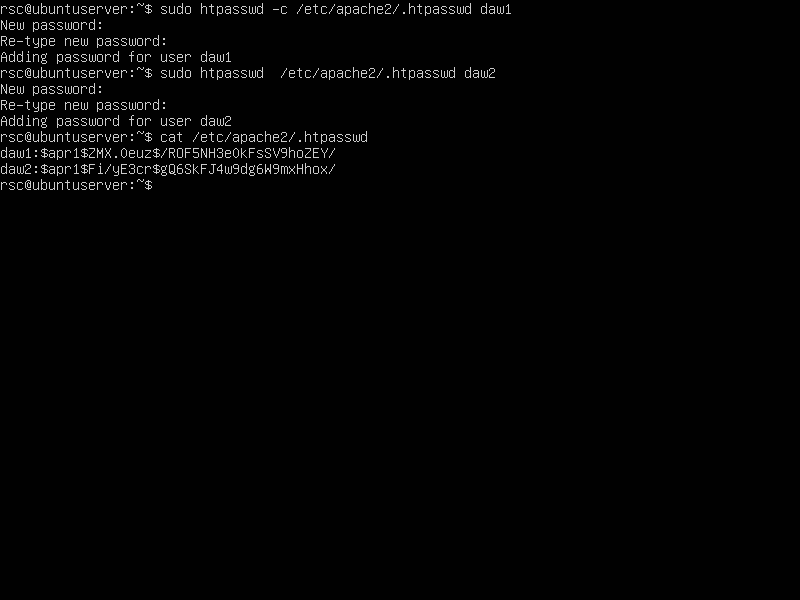 rsc@ubuntuserver:~$ sudo htpasswd -c /etc/apache2/.htpasswd daw1
New password:
Re-type new password:
Adding password for user daw1
rsc@ubuntuserver:~$ sudo htpasswd  /etc/apache2/.htpasswd daw2
New password:
Re-type new password:
Adding password for user daw2
rsc@ubuntuserver:~$ cat /etc/apache2/.htpasswd
daw1:$apr1$ZMX.0euz$/ROF5NH3e0kFsSV9hoZEY/
daw2:$apr1$Fi/yE3cr$gQ6SkFJ4w9dg6W9mxHhox/
rsc@ubuntuserver:~$